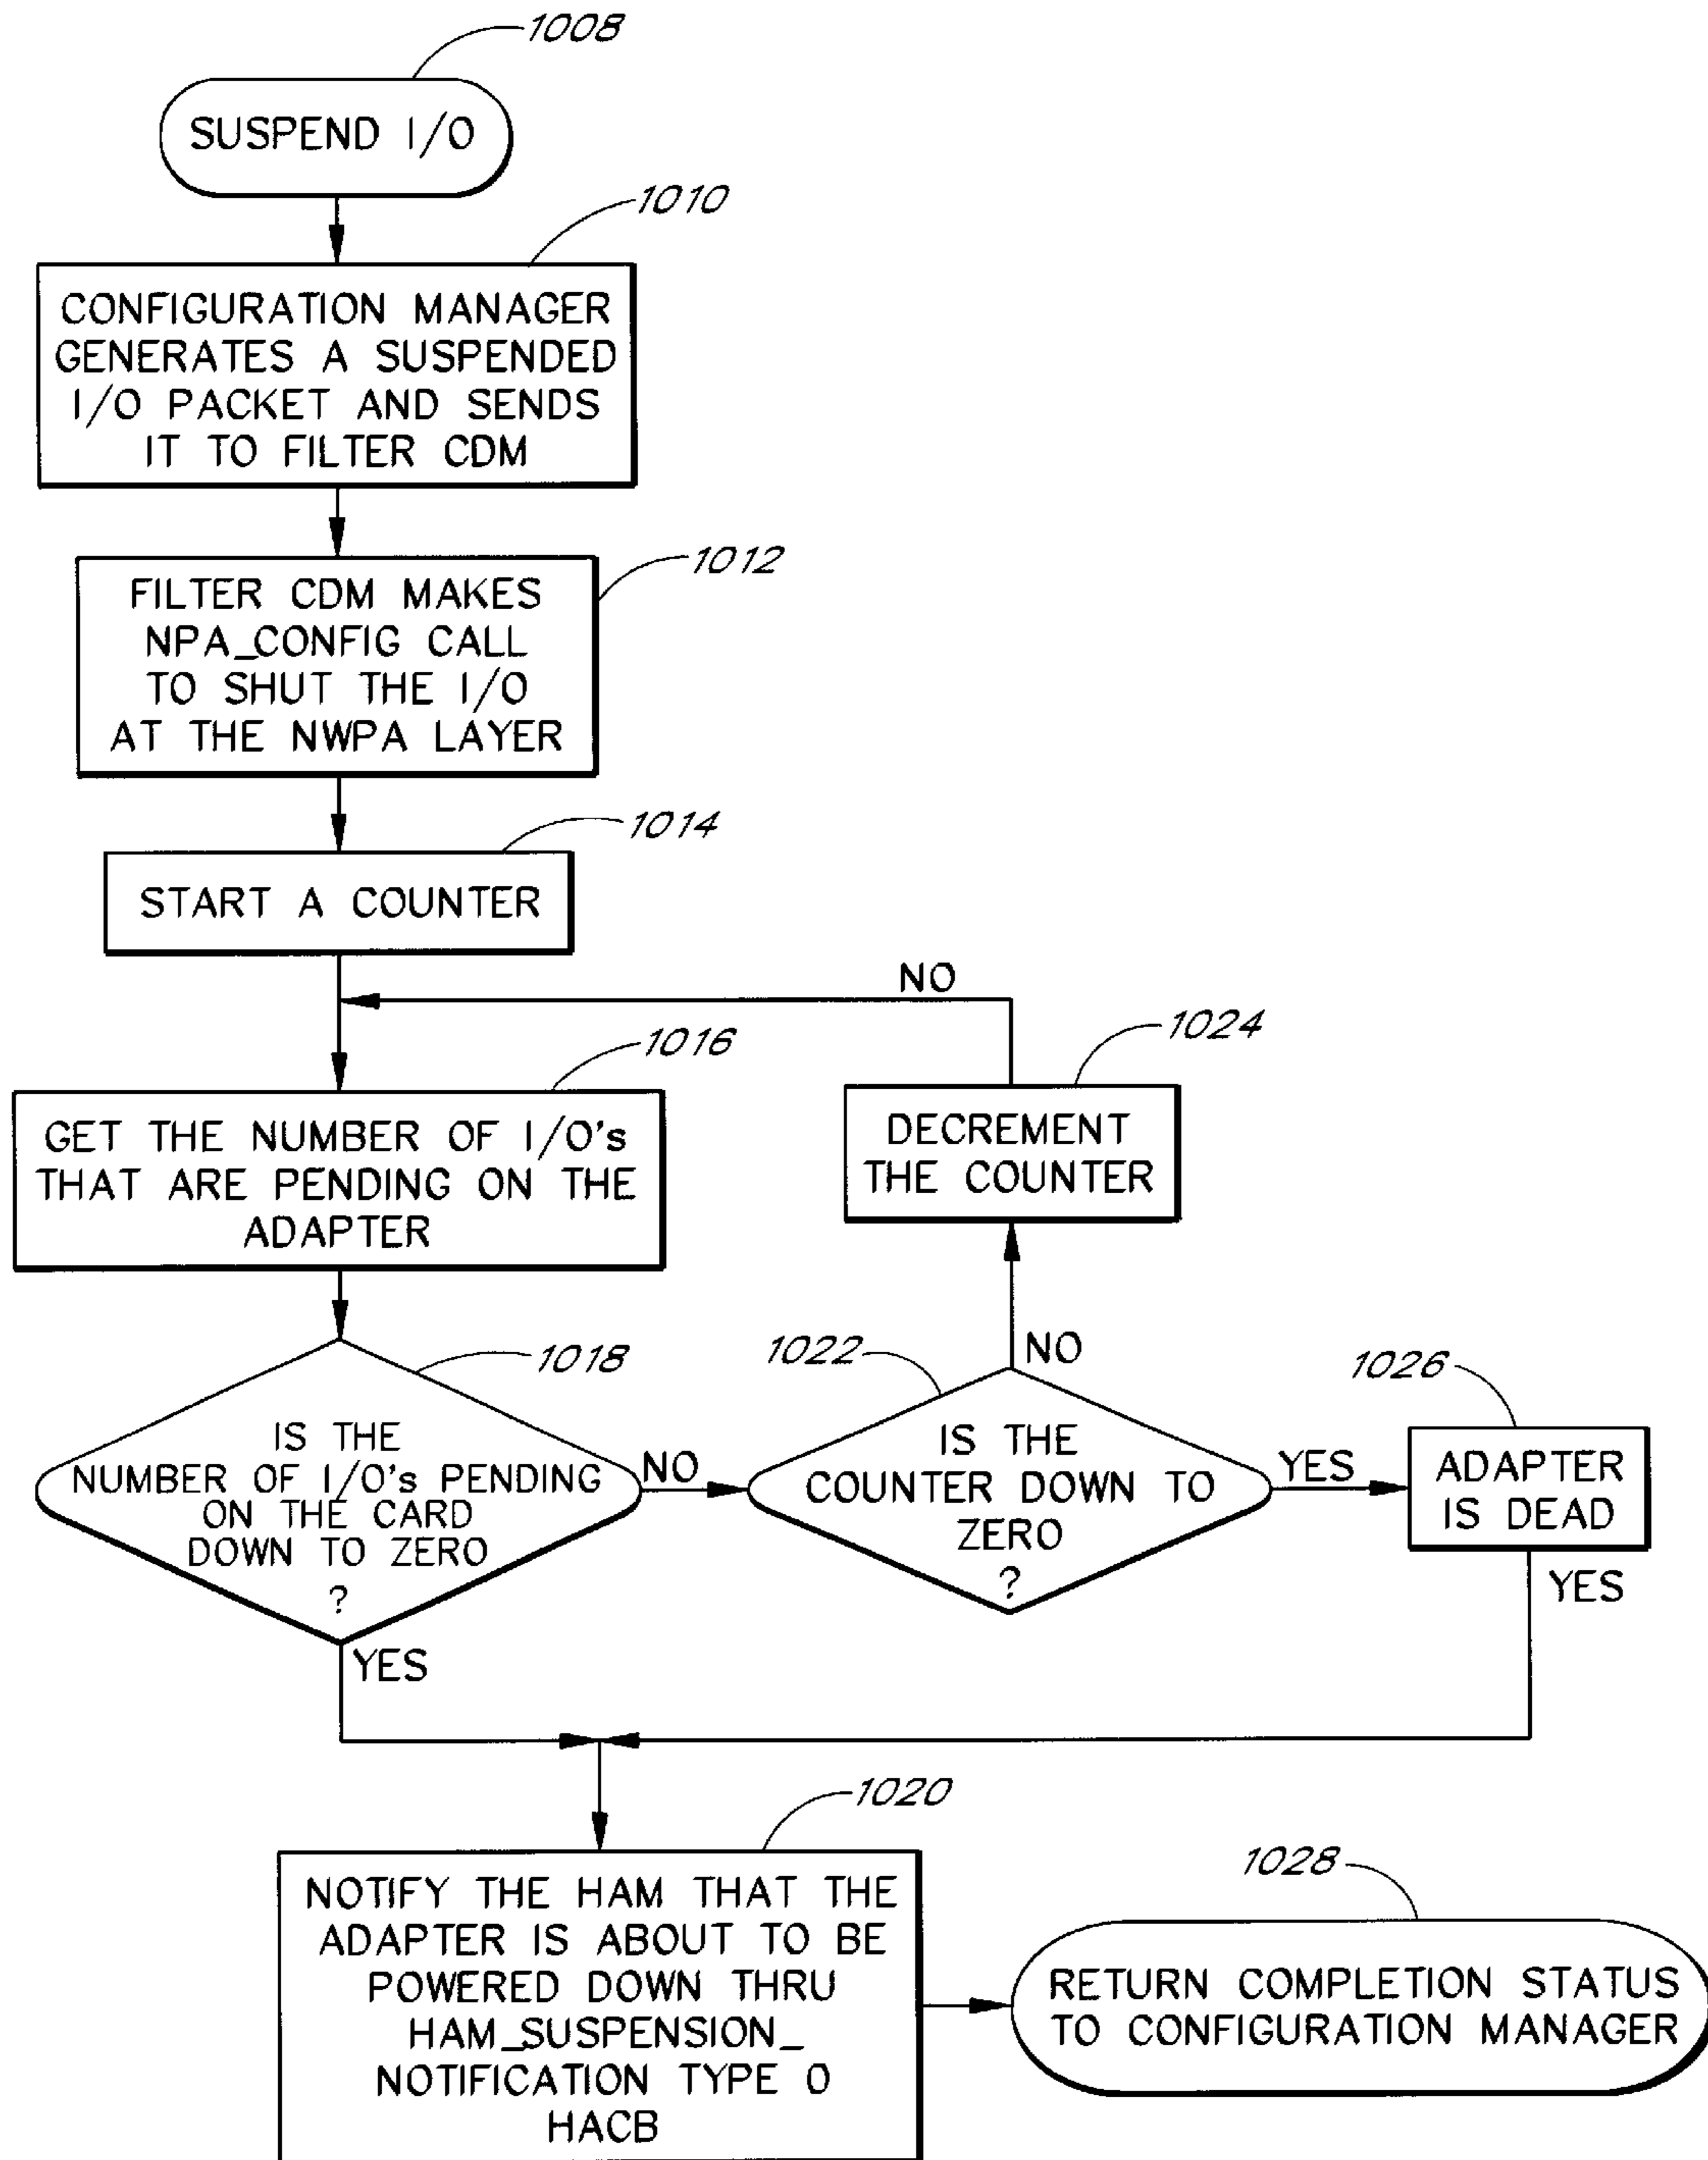 1008
SUSPEND I/O
1010
CONFIGURATION MANAGER
GENERATES A SUSPENDED
I/O PACKET AND SENDS
IT TO FILTER CDM
1012
FILTER CDM MAKES
NPA_CONFIG CALL
TO SHUT THE I/O
AT THE NWPA LAYER
1014
START A COUNTER
NO
1016
GET THE NUMBER OF I/O's
THAT ARE PENDING ON THE
ADAPTER
1024
DECREMENT
THE COUNTER
1018
IS THE
NUMBER OF I/O's PENDING
ON THE CARD
DOWN TO ZERO
?
NO
YES
1022
NO
IS THE
COUNTER DOWN TO
ZERO
?
YES
1026
ADAPTER
IS DEAD
YES
1020
NOTIFY THE HAM THAT THE
ADAPTER IS ABOUT TO BE
POWERED DOWN THRU
HAM_SUSPENSION_
NOTIFICATION TYPE 0
HACB
1028
RETURN COMPLETION STATUS
TO CONFIGURATION MANAGER